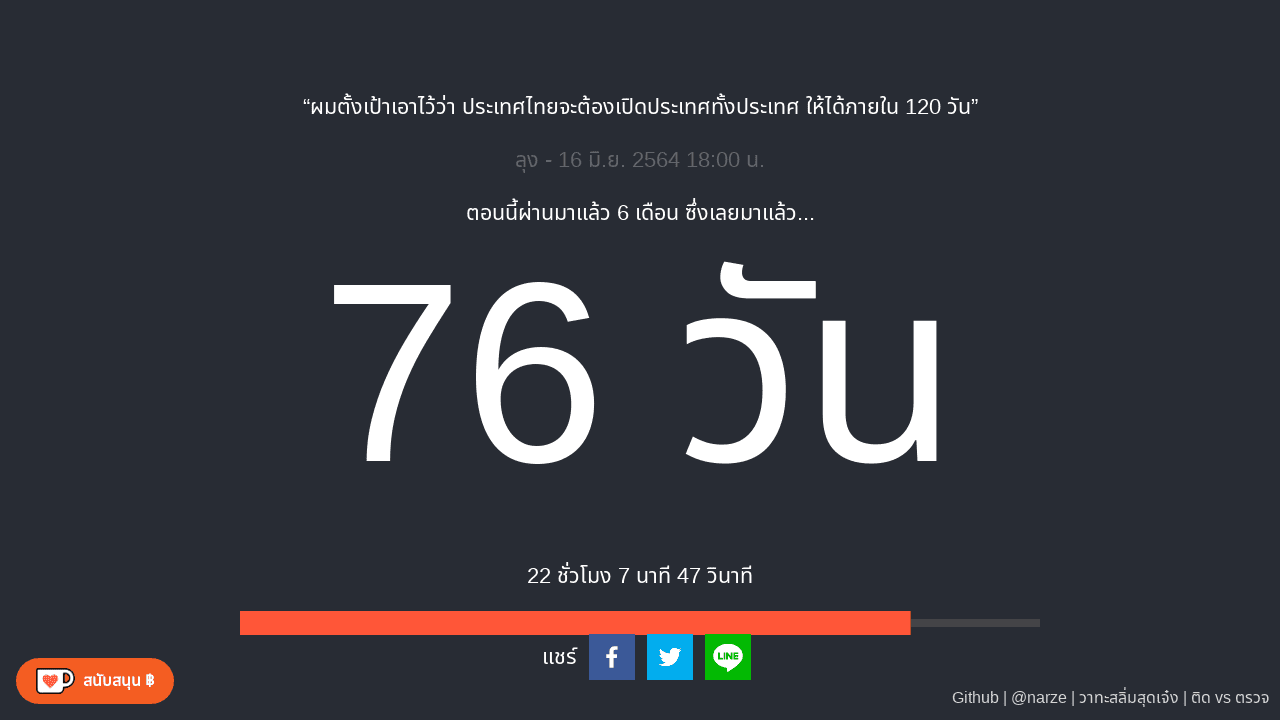 “ผมตั้งเป้าเอาไว้ว่า ประเทศไทยจะต้องเปิดประเทศทั้งประเทศ ให้ได้ภายใน 120 วัน”
ลุง - 16 มิ.ย. 2564 18:00 น.
ตอนนี้ผ่านมาแล้ว 6 เดือน ซึ่งเลยมาแล้ว...
76 วัน
22 ชั่วโมง 7 นาที 47 วินาที
แชร์
LINE
สนับสนุน ฿
Github | @narze | วาทะสลิ่มสุดเจ๋ง | ติด vs ตรวจ